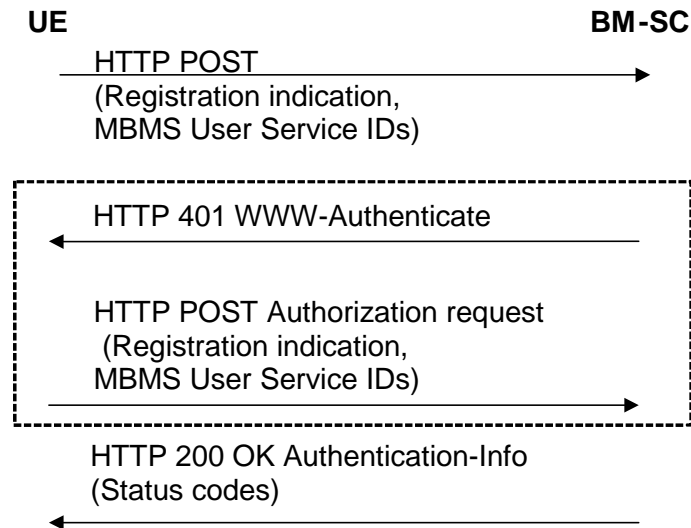 UE BM-SC
HTTP POST
(Registration indication,
MBMS User Service IDs)
HTTP 401 WWW-Authenticate
HTTP POST Authorization request
(Registration indication,
MBMS User Service IDs)
HTTP 200 OK Authentication-Info
(Status codes)